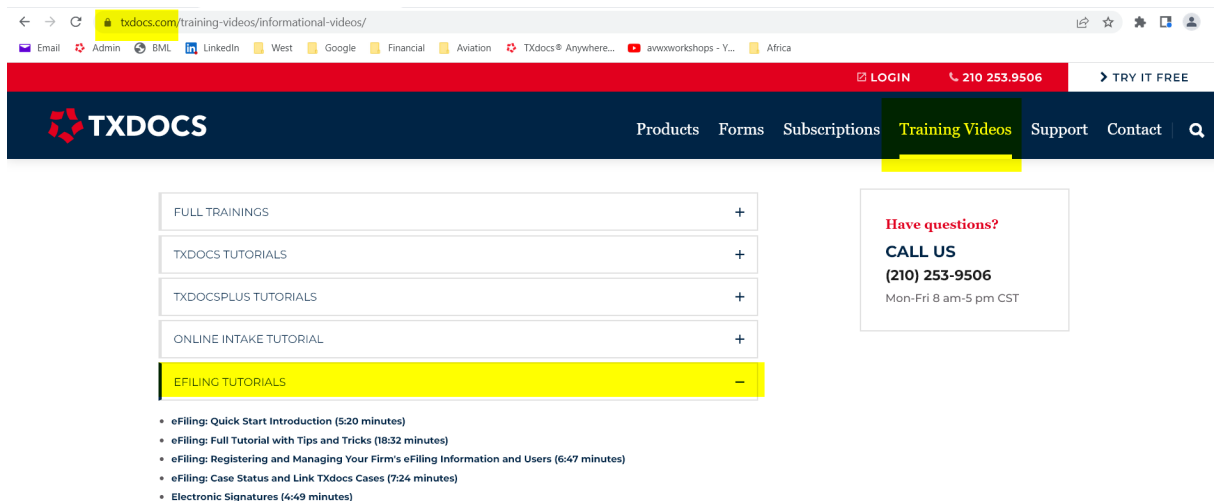 txdocs.com/training-videos/informational-videos/
Email Admin BML LinkedIn West Google Financial Aviation TXdocs® Anywhere... avwxworkshops - Y... Africa
LOGIN 210 253.9506 TRY IT FREE
TXDOCS Products Forms Subscriptions Training Videos Support Contact
FULL TRAININGS +
TXDOCS TUTORIALS +
TXDOCSPLUS TUTORIALS +
ONLINE INTAKE TUTORIAL +
EFILING TUTORIALS −
• eFiling: Quick Start Introduction (5:20 minutes)
• eFiling: Full Tutorial with Tips and Tricks (18:32 minutes)
• eFiling: Registering and Managing Your Firm's eFiling Information and Users (6:47 minutes)
• eFiling: Case Status and Link TXdocs Cases (7:24 minutes)
• Electronic Signatures (4:49 minutes)
Have questions?
CALL US
(210) 253-9506
Mon-Fri 8 am-5 pm CST